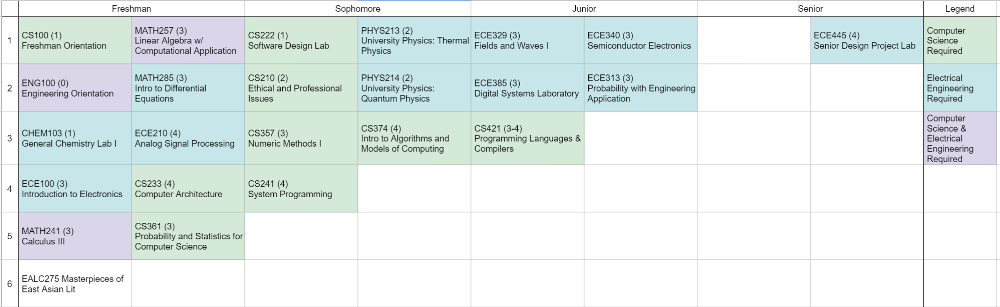 Freshman
Sophomore
Junior
Senior
Legend
1
CS100 (1)
Freshman Orientation
MATH257 (3)
Linear Algebra w/
Computational Application
CS222 (1)
Software Design Lab
PHYS213 (2)
University Physics: Thermal
Physics
ECE329 (3)
Fields and Waves I
ECE340 (3)
Semiconductor Electronics
ECE445 (4)
Senior Design Project Lab
Computer
Science
Required
2
ENG100 (0)
Engineering Orientation
MATH285 (3)
Intro to Differential
Equations
CS210 (2)
Ethical and Professional
Issues
PHYS214 (2)
University Physics:
Quantum Physics
ECE385 (3)
Digital Systems Laboratory
ECE313 (3)
Probability with Engineering
Application
Electrical
Engineering
Required
3
CHEM103 (1)
General Chemistry Lab I
ECE210 (4)
Analog Signal Processing
CS357 (3)
Numeric Methods I
CS374 (4)
Intro to Algorithms and
Models of Computing
CS421 (3-4)
Programming Languages &
Compilers
Computer
Science &
Electrical
Engineering
Required
4
ECE100 (3)
Introduction to Electronics
CS233 (4)
Computer Architecture
CS241 (4)
System Programming
5
MATH241 (3)
Calculus III
CS361 (3)
Probability and Statistics for
Computer Science
6
EALC275 Masterpieces of
East Asian Lit